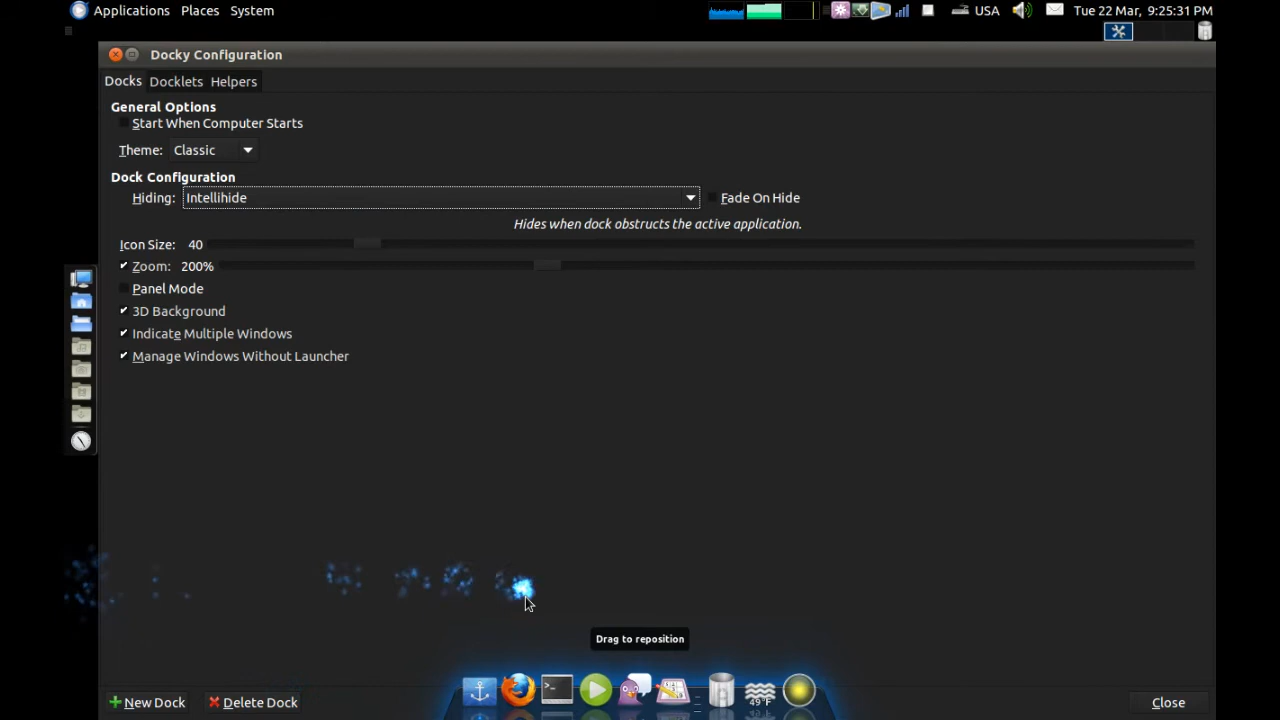 Applications Places System USA Tue 22 Mar, 9:25:31 PM
Docky Configuration
Docks Docklets Helpers
General Options
Start When Computer Starts
Theme: Classic
Dock Configuration
Hiding: Intellihide Fade On Hide
Hides when dock obstructs the active application.
Icon Size: 40
Zoom: 200%
Panel Mode
3D Background
Indicate Multiple Windows
Manage Windows Without Launcher
Drag to reposition
49°F
New Dock Delete Dock Close